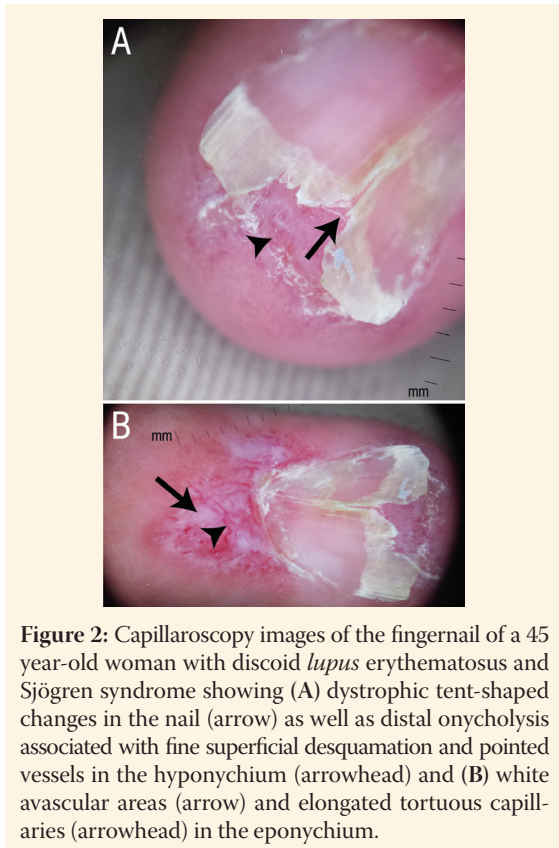 A
mm
B
mm
Figure 2: Capillaroscopy images of the fingernail of a 45
year-old woman with discoid lupus erythematosus and
Sjögren syndrome showing (A) dystrophic tent-shaped
changes in the nail (arrow) as well as distal onycholysis
associated with fine superficial desquamation and pointed
vessels in the hyponychium (arrowhead) and (B) white
avascular areas (arrow) and elongated tortuous capill-
aries (arrowhead) in the eponychium.